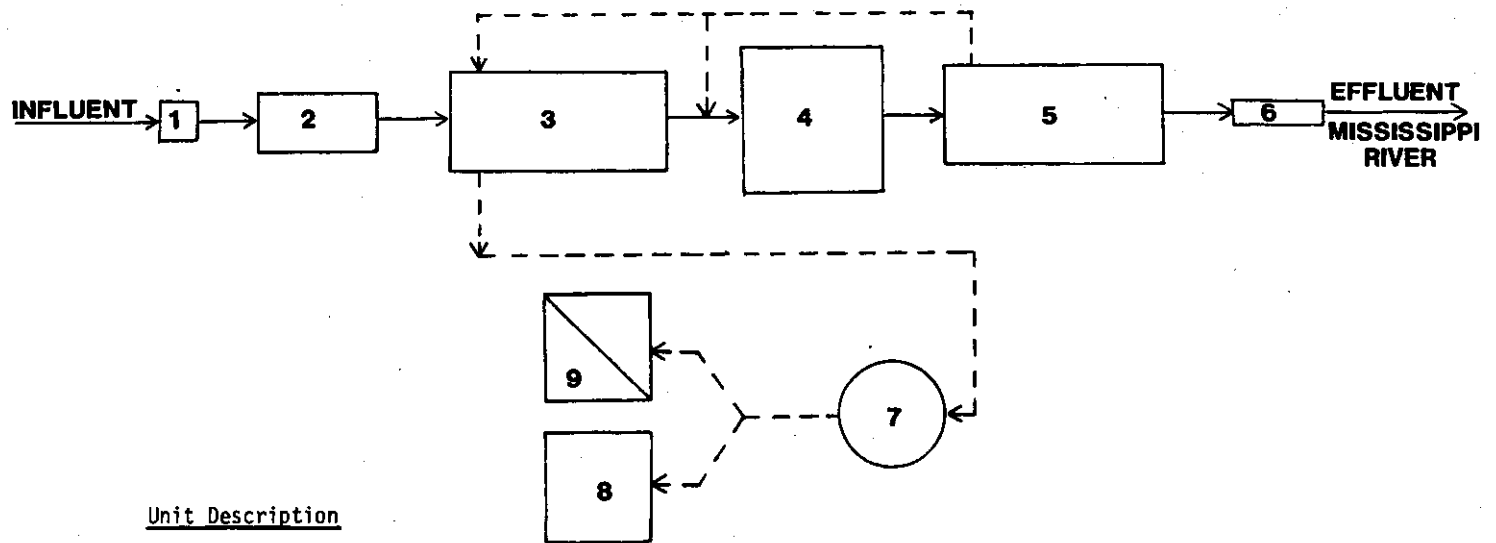 INFLUENT
1
2
3
4
5
6
EFFLUENT
MISSISSIPPI
RIVER
9
7
8
Unit Description